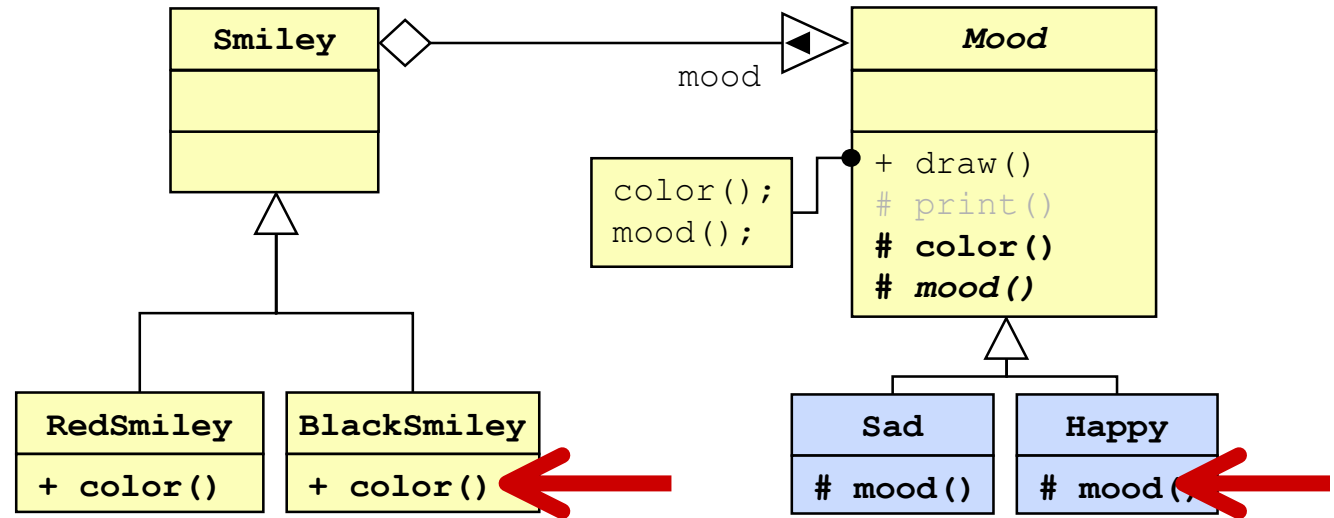 Smiley
mood
Mood
color();
mood();
+ draw()
# print()
# color()
# mood()
RedSmiley
+ color()
BlackSmiley
+ color()
Sad
# mood()
Happy
# mood()